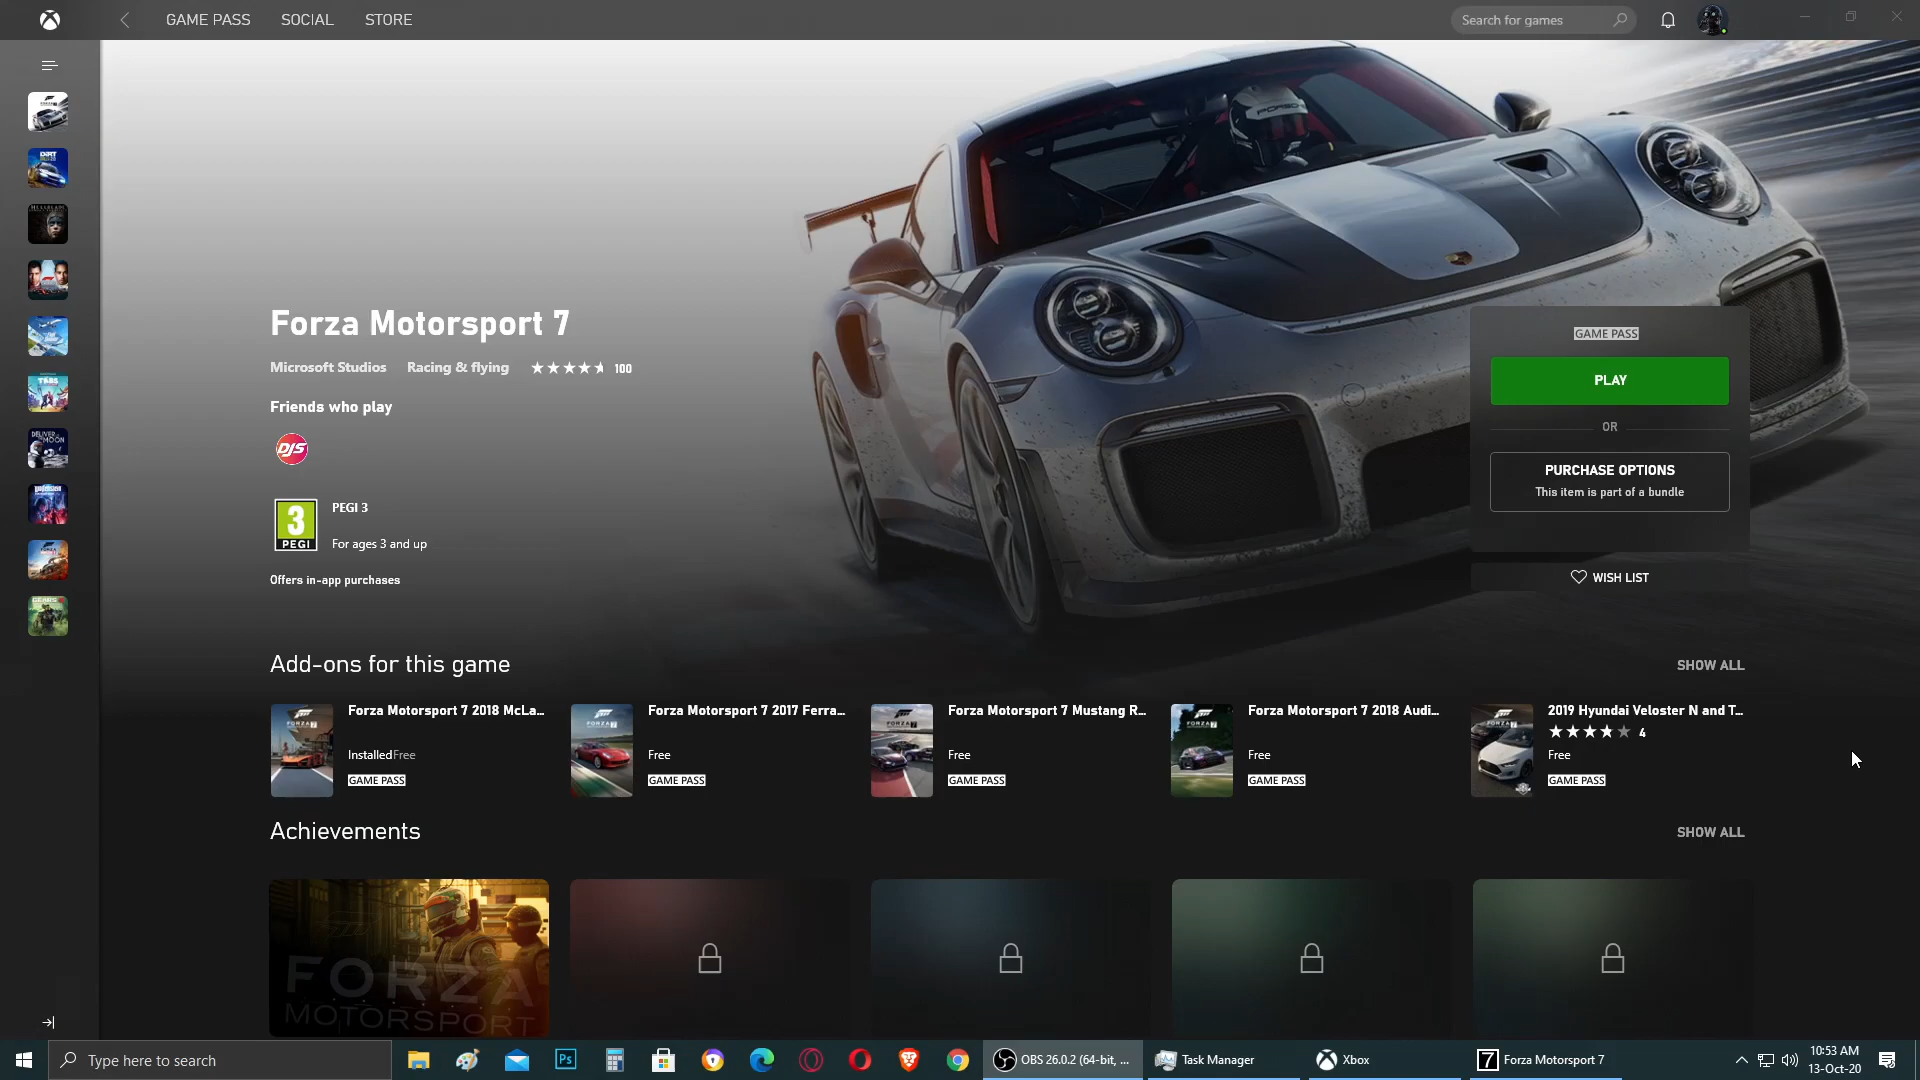 GAME PASS SOCIAL STORE
Search for games
PORSCHE
Forza Motorsport 7
Microsoft Studios Racing & flying 100
Friends who play
DJS
3
PEGI
PEGI 3
For ages 3 and up
Offers in-app purchases
GAME PASS
PLAY
OR
PURCHASE OPTIONS
This item is part of a bundle
WISH LIST
Add-ons for this game
SHOW ALL
Forza Motorsport 7 2018 McLa...
InstalledFree
GAME PASS
Forza Motorsport 7 2017 Ferra...
Free
GAME PASS
Forza Motorsport 7 Mustang R...
Free
GAME PASS
Forza Motorsport 7 2018 Audi...
Free
GAME PASS
2019 Hyundai Veloster N and T...
4
Free
GAME PASS
Achievements
SHOW ALL
FORZA
MOTORSPORT
Type here to search
Ps
OBS 26.0.2 (64-bit, ...
Task Manager
Xbox
7 Forza Motorsport 7
10:53 AM
13-Oct-20